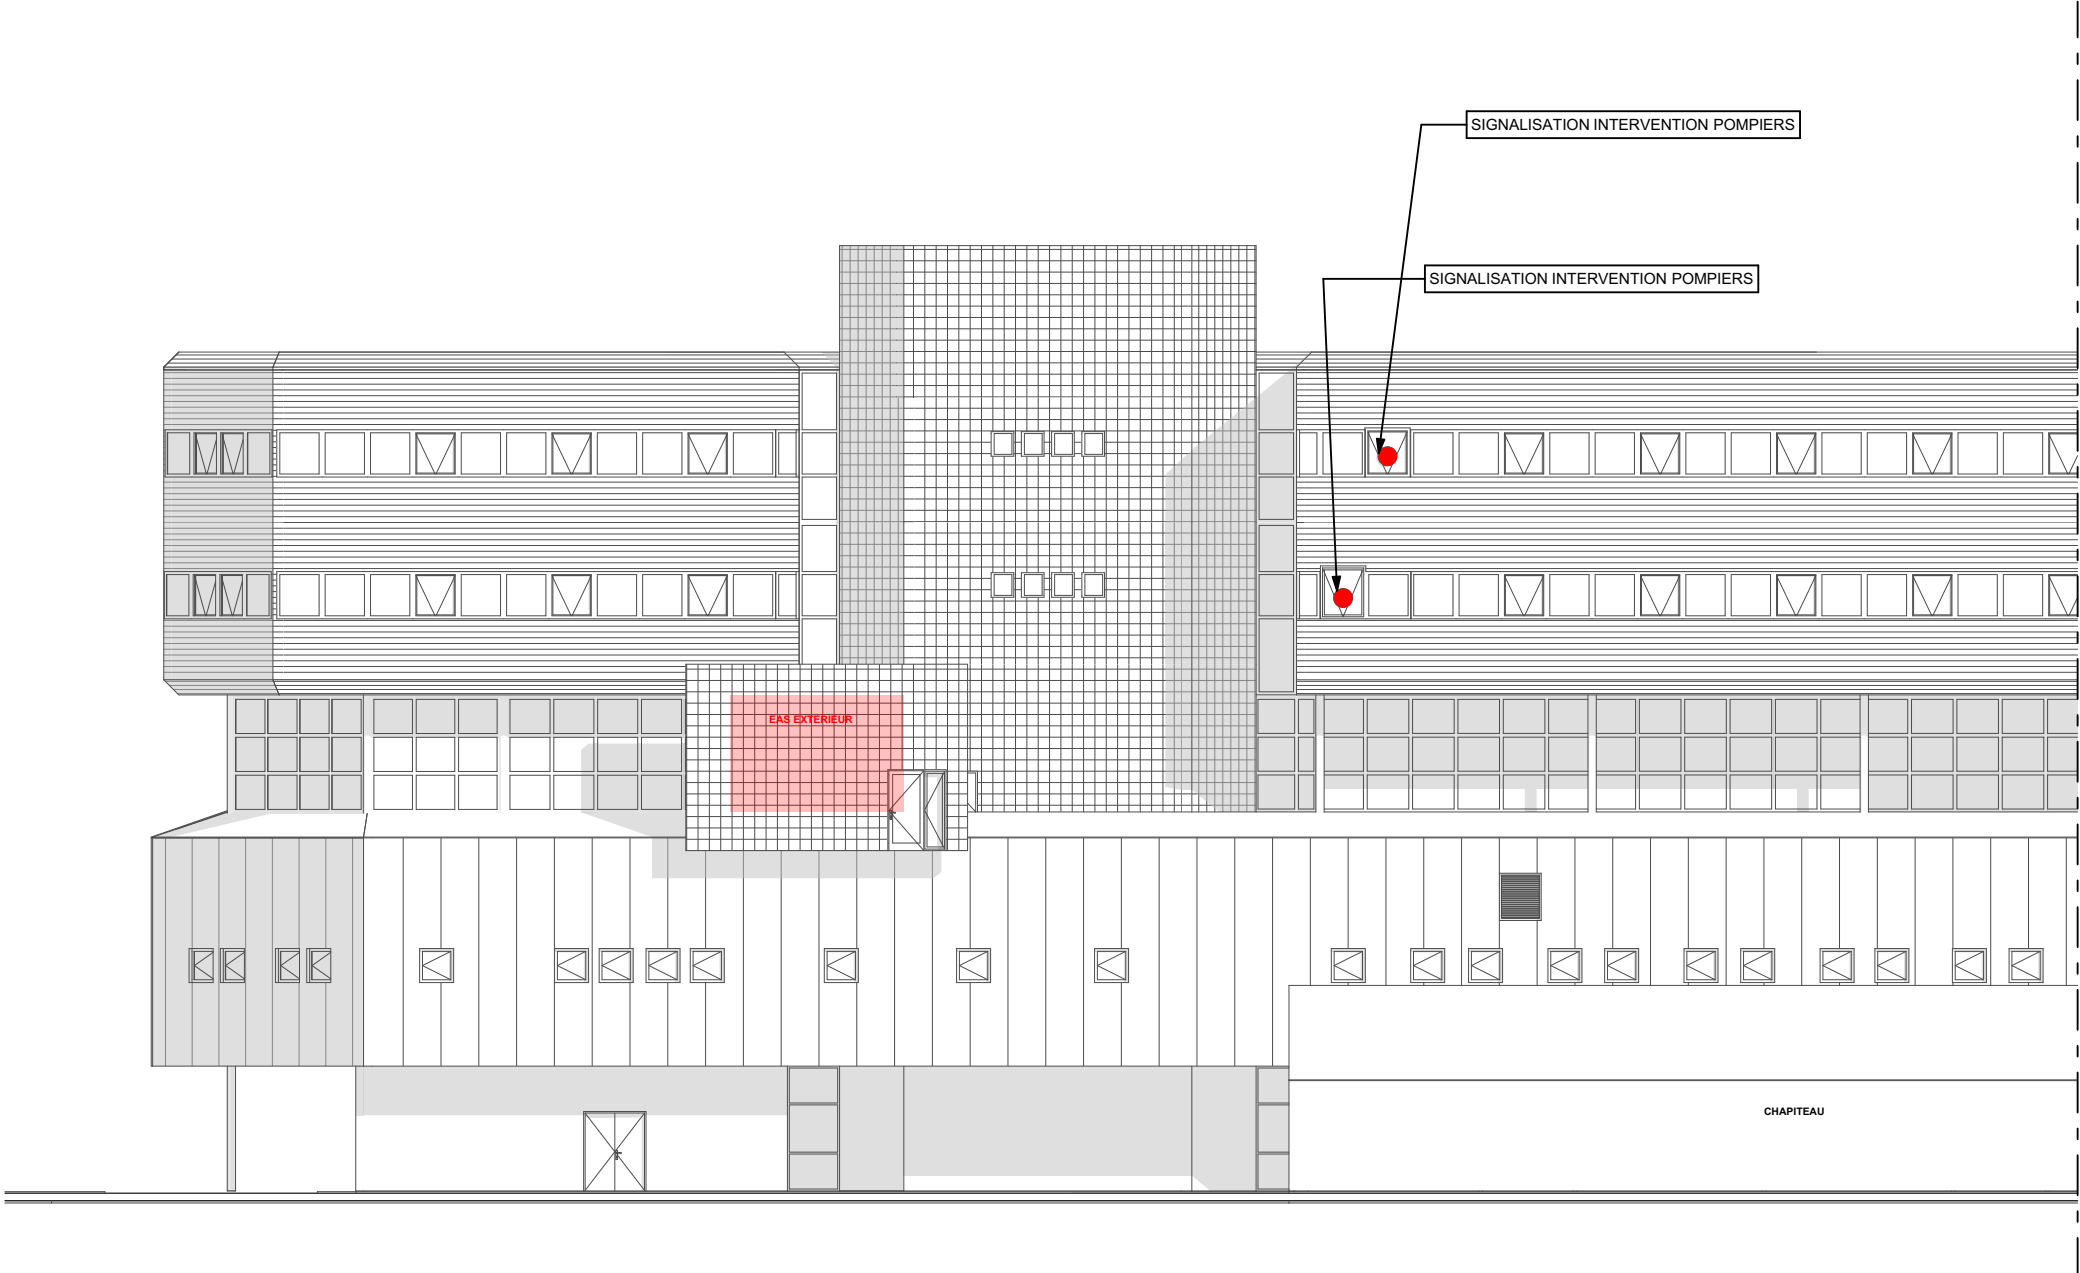 SIGNALISATION INTERVENTION POMPIERS
SIGNALISATION INTERVENTION POMPIERS
EAS EXTERIEUR
CHAPITEAU